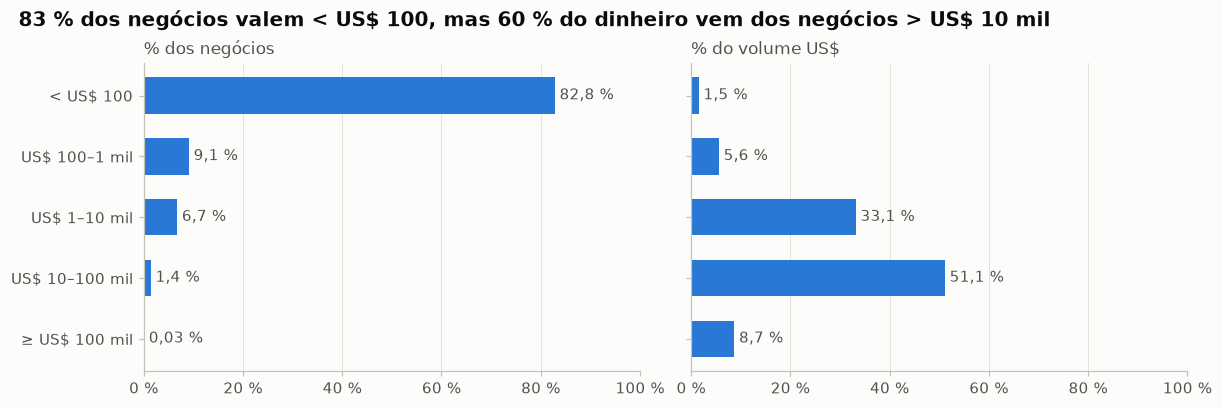 83 % dos negócios valem < US$ 100, mas 60 % do dinheiro vem dos negócios > US$ 10 mil
% dos negócios
< US$ 100
82,8 %
US$ 100–1 mil
9,1 %
US$ 1–10 mil
6,7 %
US$ 10–100 mil
1,4 %
≥ US$ 100 mil
0,03 %
0 % 20 % 40 % 60 % 80 % 100 %
% do volume US$
1,5 %
5,6 %
33,1 %
51,1 %
8,7 %
0 % 20 % 40 % 60 % 80 % 100 %